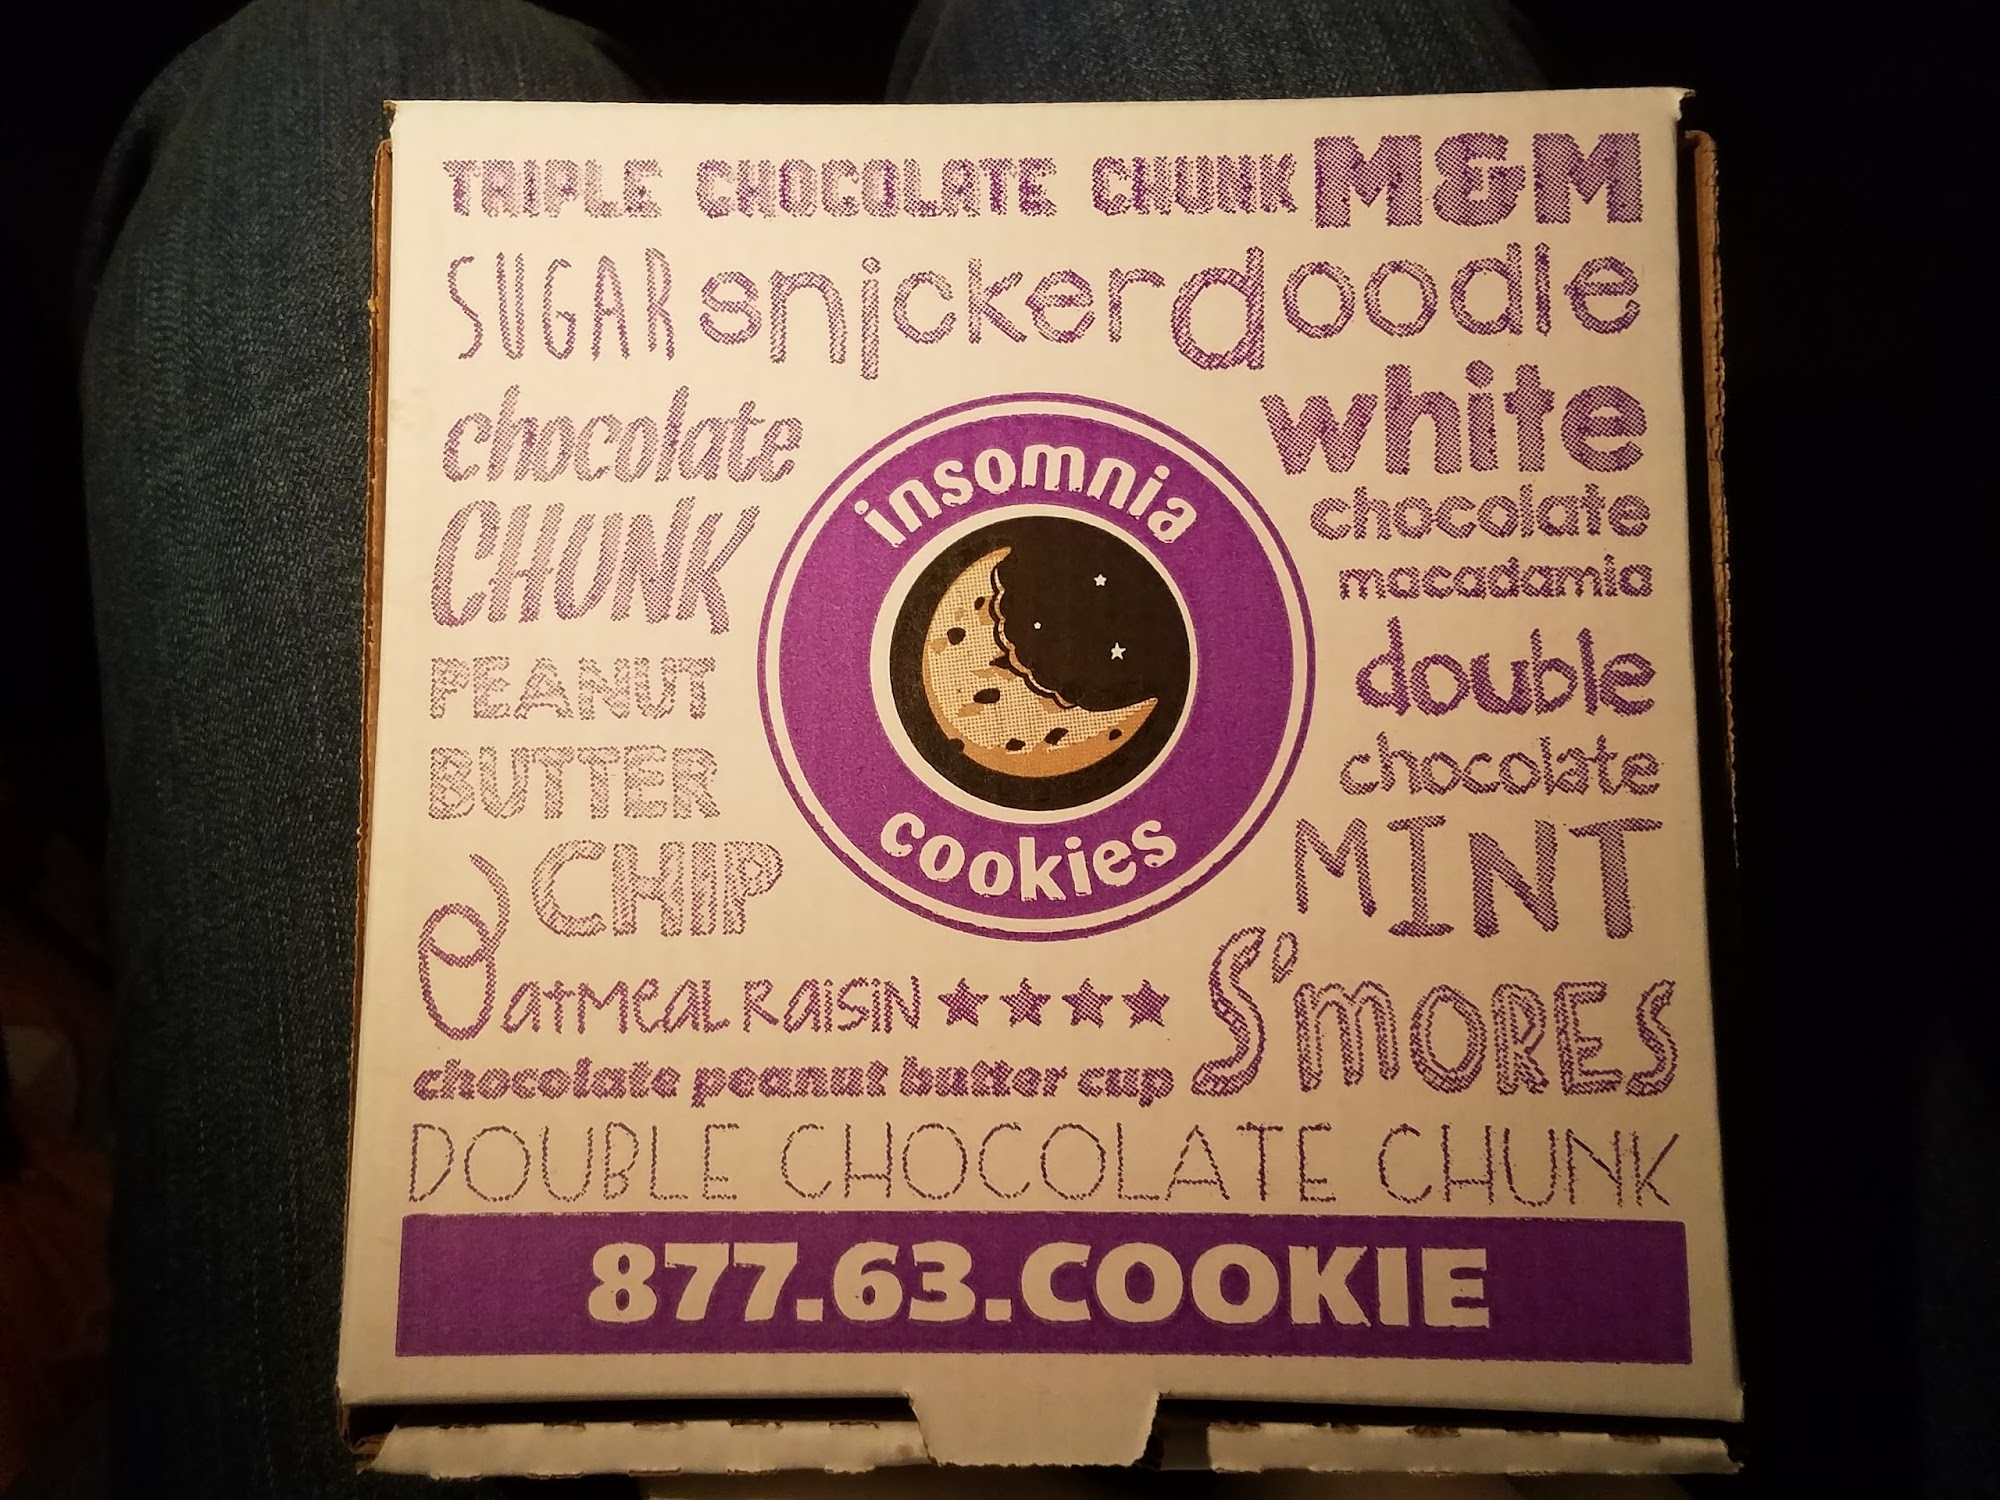 TRIPLE CHOCOLATE CHUNK M&M
SUGAR snickerdoodle
chocolate
CHUNK
PEANUT
BUTTER
CHIP
insomnia
cookies
white
chocolate
macadamia
double
chocolate
MINT
Oatmeal Raisin
S'mores
chocolate peanut butter cup
DOUBLE CHOCOLATE CHUNK
877.63.COOKIE